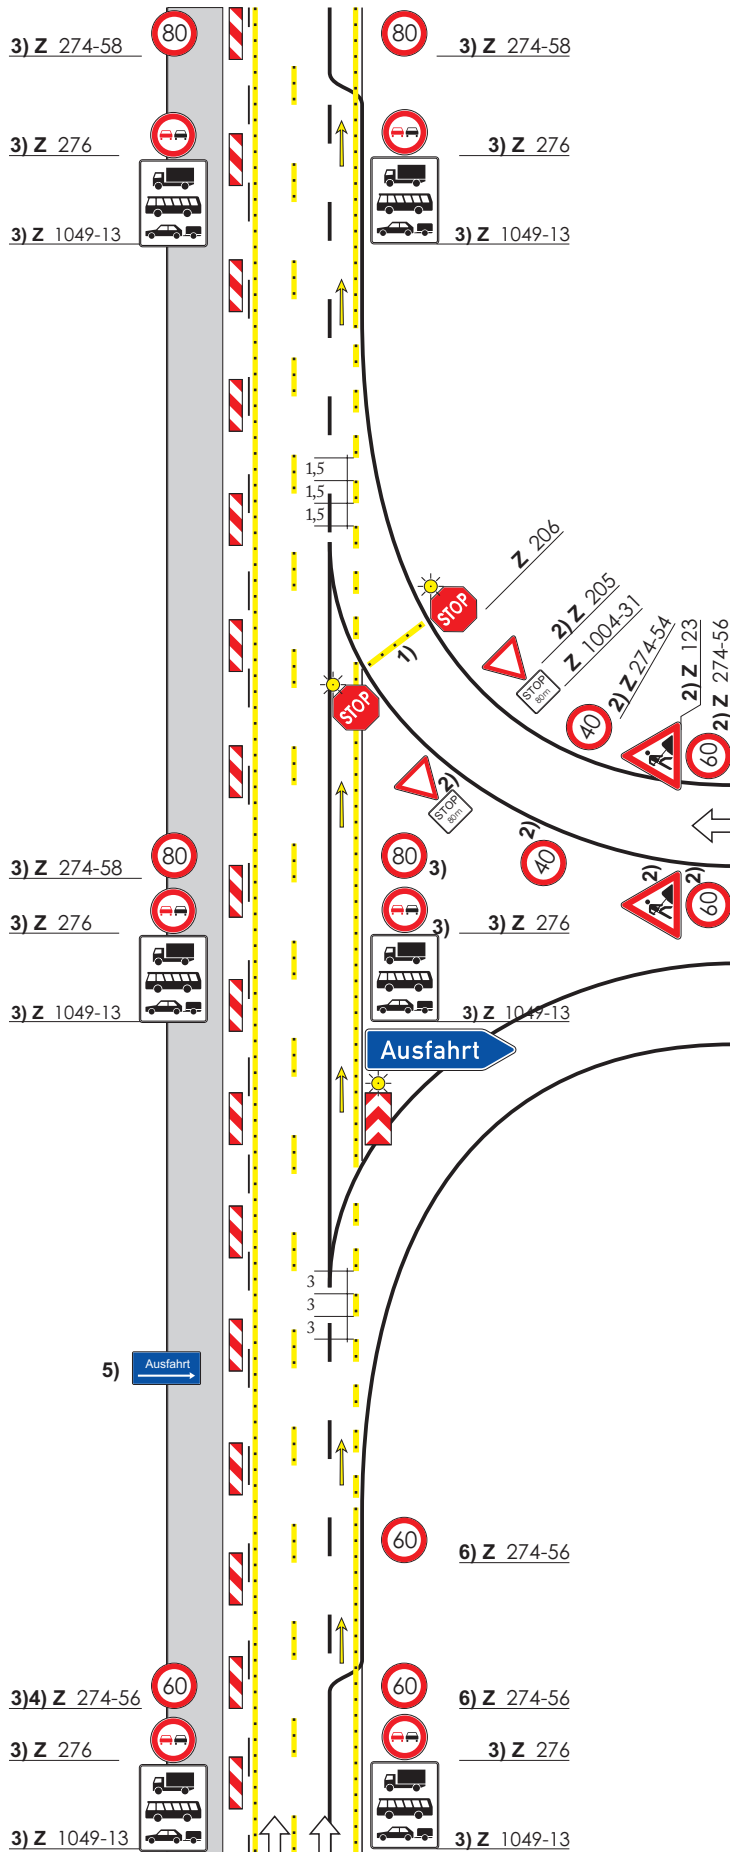 80
80
3) Z 274-58
3) Z 274-58
3) Z 276
3) Z 276
3) Z 1049-13
3) Z 1049-13
1,5
1,5
1,5
Z 206
STOP
2) Z 205
Z 1004-31
STOP
80m
2) Z 274-54
40
2) Z 123
2) Z 274-56
60
1)
STOP
2)
STOP
80m
2)
40
2)
2)
60
80
80
3)
3) Z 274-58
3) Z 276
3)
3) Z 276
3) Z 1049-13
3) Z 1049-13
Ausfahrt
3
3
3
5)
Ausfahrt
60
6) Z 274-56
60
60
3)4) Z 274-56
6) Z 274-56
3) Z 276
3) Z 276
3) Z 1049-13
3) Z 1049-13